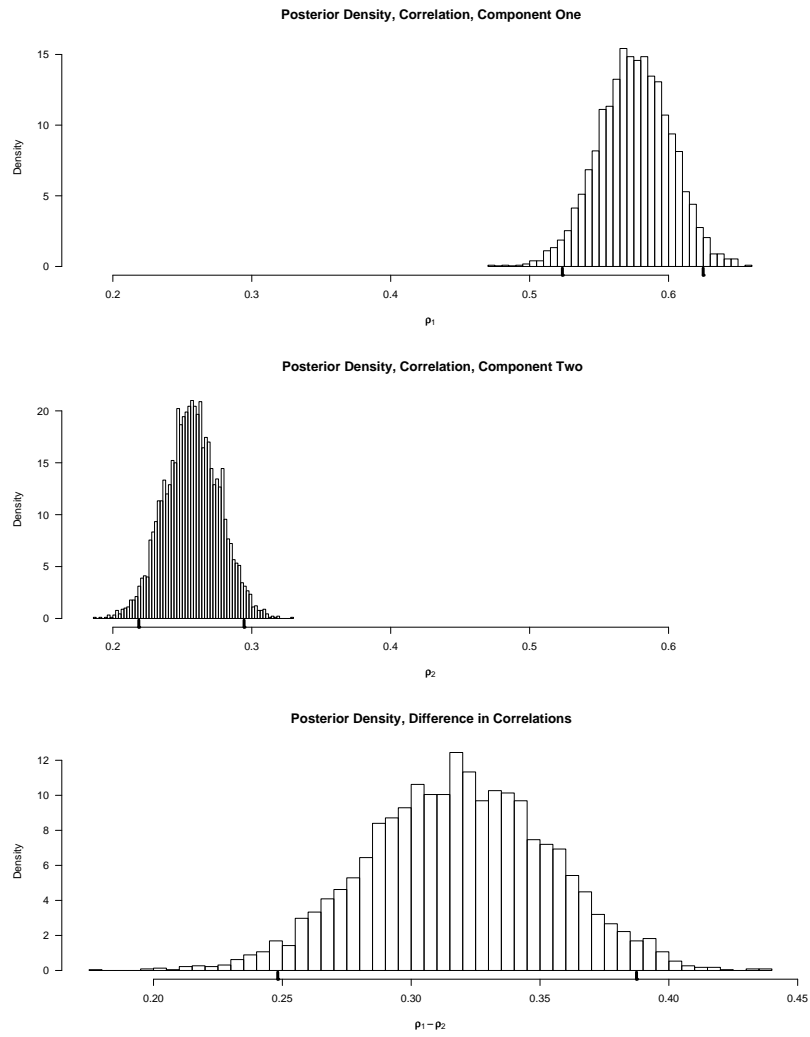 Posterior Density, Correlation, Component One
15
10
5
0
Density
0.2 0.3 0.4 0.5 0.6
ρ1
Posterior Density, Correlation, Component Two
20
15
10
5
0
Density
0.2 0.3 0.4 0.5 0.6
ρ2
Posterior Density, Difference in Correlations
12
10
8
6
4
2
0
Density
0.20 0.25 0.30 0.35 0.40 0.45
ρ1−ρ2